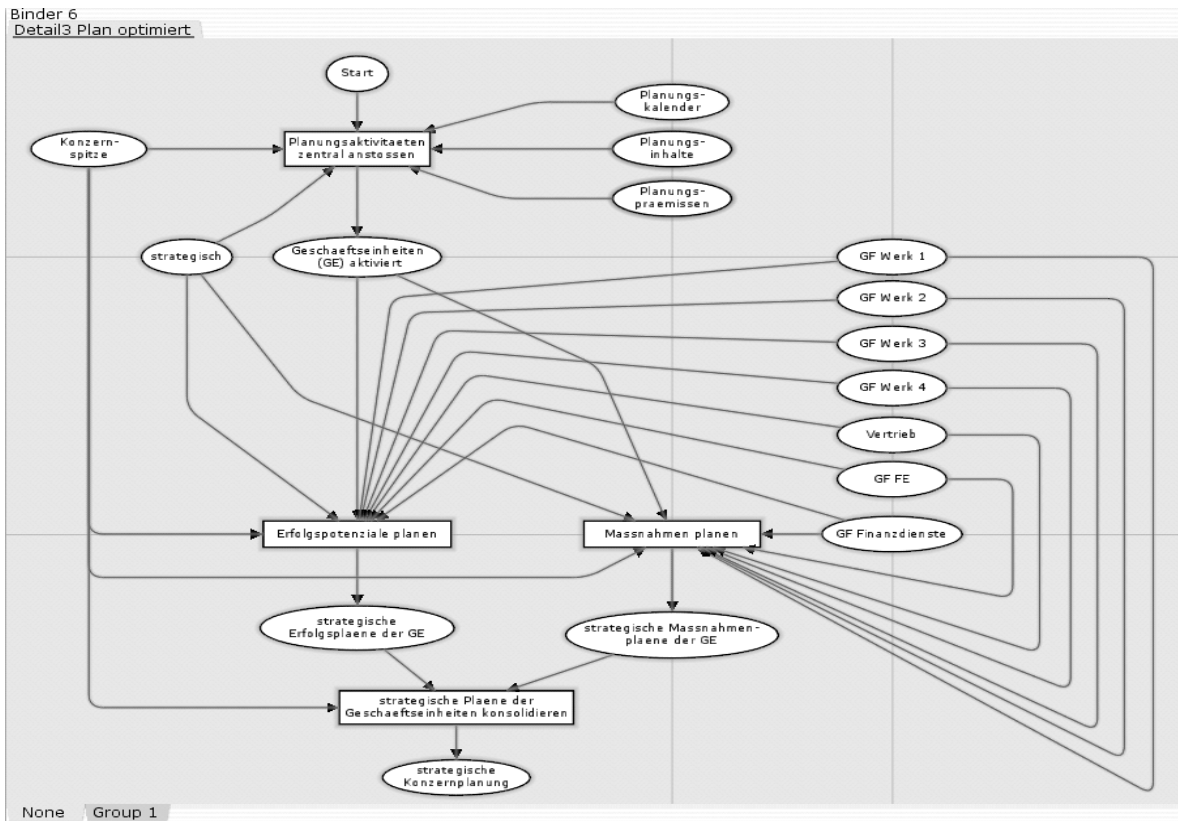 Binder 6
Detail3 Plan optimiert
Start
Planungs-
kalender
Konzern-
spitze
Planungsaktivitaeten
zentral anstossen
Planungs-
inhalte
Planungs-
praemissen
strategisch
Geschaeftseinheiten
(GE) aktiviert
GF Werk 1
GF Werk 2
GF Werk 3
GF Werk 4
Vertrieb
GF FE
Erfolgspotenziale planen
Massnahmen planen
GF Finanzdienste
strategische
Erfolgsplaene der GE
strategische Massnahmen-
plaene der GE
strategische Plaene der
Geschaeftseinheiten konsolidieren
strategische
Konzernplanung
None
Group 1